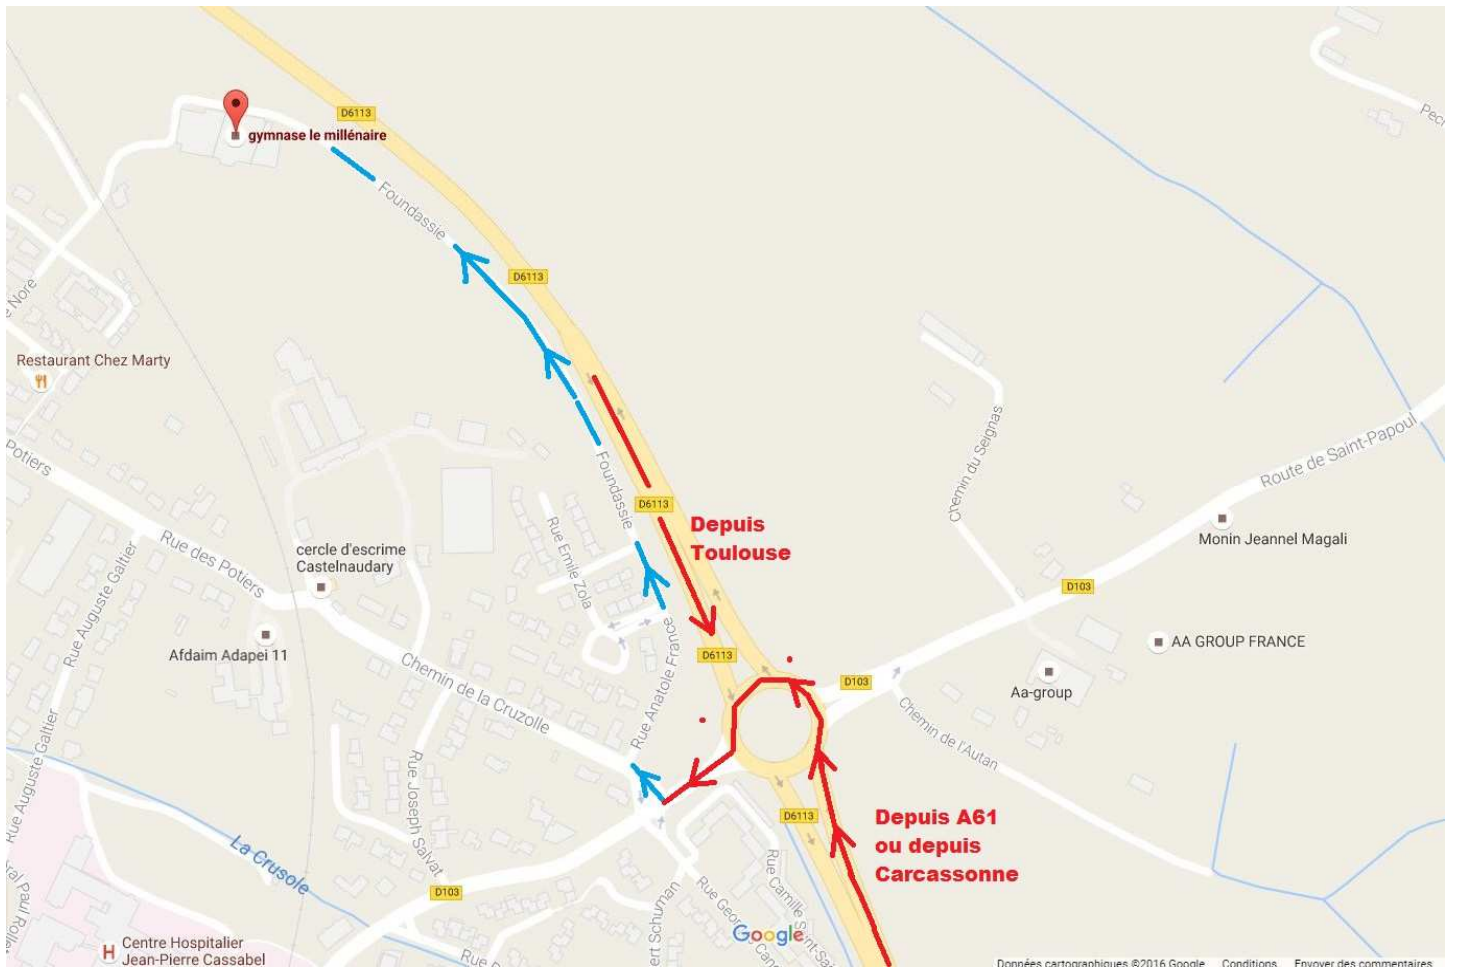 D6113
gymnase le millénaire
Foundassie
D6113
Restaurant Chez Marty
Nore
Potiers
Rue des Potiers
Rue Auguste Galtier
cercle d'escrime
Castelnaudary
Afdaim Adapei 11
Foundassie
D6113
Depuis
Toulouse
Rue Emile Zola
Chemin du Seignas
Route de Saint-Papoul
Monin Jeannel Magali
D103
AA GROUP FRANCE
Aa-group
D6113
D103
Chemin de la Cruzolle
Rue Anatole France
Chemin de l'Autan
Rue Auguste Galtier
Rue Joseph Salvat
La Crusole
D6113
Depuis A61
ou depuis
Carcassonne
D103
Centre Hospitalier
Jean-Pierre Cassabel
Google
Données cartographiques ©2016 Google Conditions Envoyer des commentaires